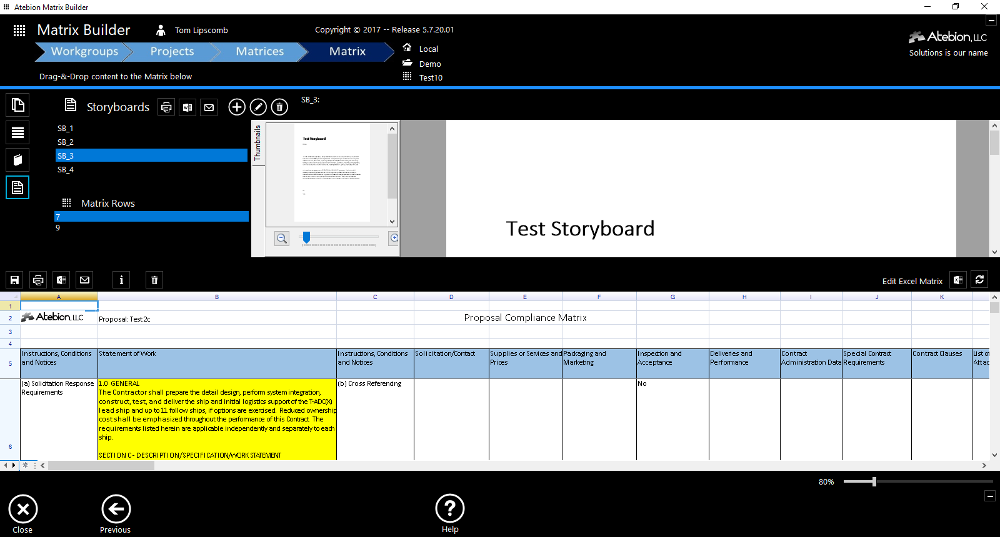 Atebion Matrix Builder
Matrix Builder
Tom Lipscomb
Copyright © 2017 -- Release 5.7.20.01
Atebion, LLC
Solutions is our name
Workgroups
Projects
Matrices
Matrix
Local
Demo
Test10
Drag-&-Drop content to the Matrix below
Storyboards
SB_3:
SB_1
SB_2
SB_3
SB_4
Matrix Rows
7
9
Thumbnails
Test Storyboard
Test Storyboard
Edit Excel Matrix
A B C D E F G H I J K
1
2
Atebion, LLC
Proposal: Test2c
Proposal Compliance Matrix
3
4
5
Instructions, Conditions
and Notices
Statement of Work
Instructions, Conditions
and Notices
Solicitation/Contact
Supplies or Services and
Prices
Packaging and
Marketing
Inspection and
Acceptance
Deliveries and
Performance
Contract
Administration Data
Special Contract
Requirements
Contract Clauses
List of
Attac
6
(a) Solicitation Response
Requirements
1.0 GENERAL
The Contractor shall prepare the detail design, perform system integration,
construct, test, and deliver the ship and initial logistics support of the T-ADC(X)
lead ship and up to 11 follow ships, if options are exercised. Reduced ownership
cost shall be emphasized throughout the performance of this Contract. The
requirements listed herein are applicable independently and separately to each
ship.
SECTION C - DESCRIPTION/SPECIFICATION/WORK STATEMENT
(b) Cross Referencing
No
80%
Close
Previous
Help